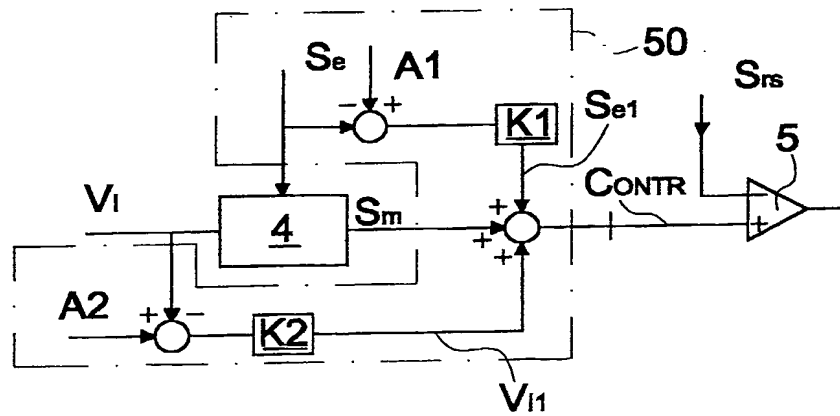 50
Se
A1
Srs
− +
K1
Se1
5
CONTR
−
VI
4
Sm
+
+
+
+
A2
+ −
K2
VI1